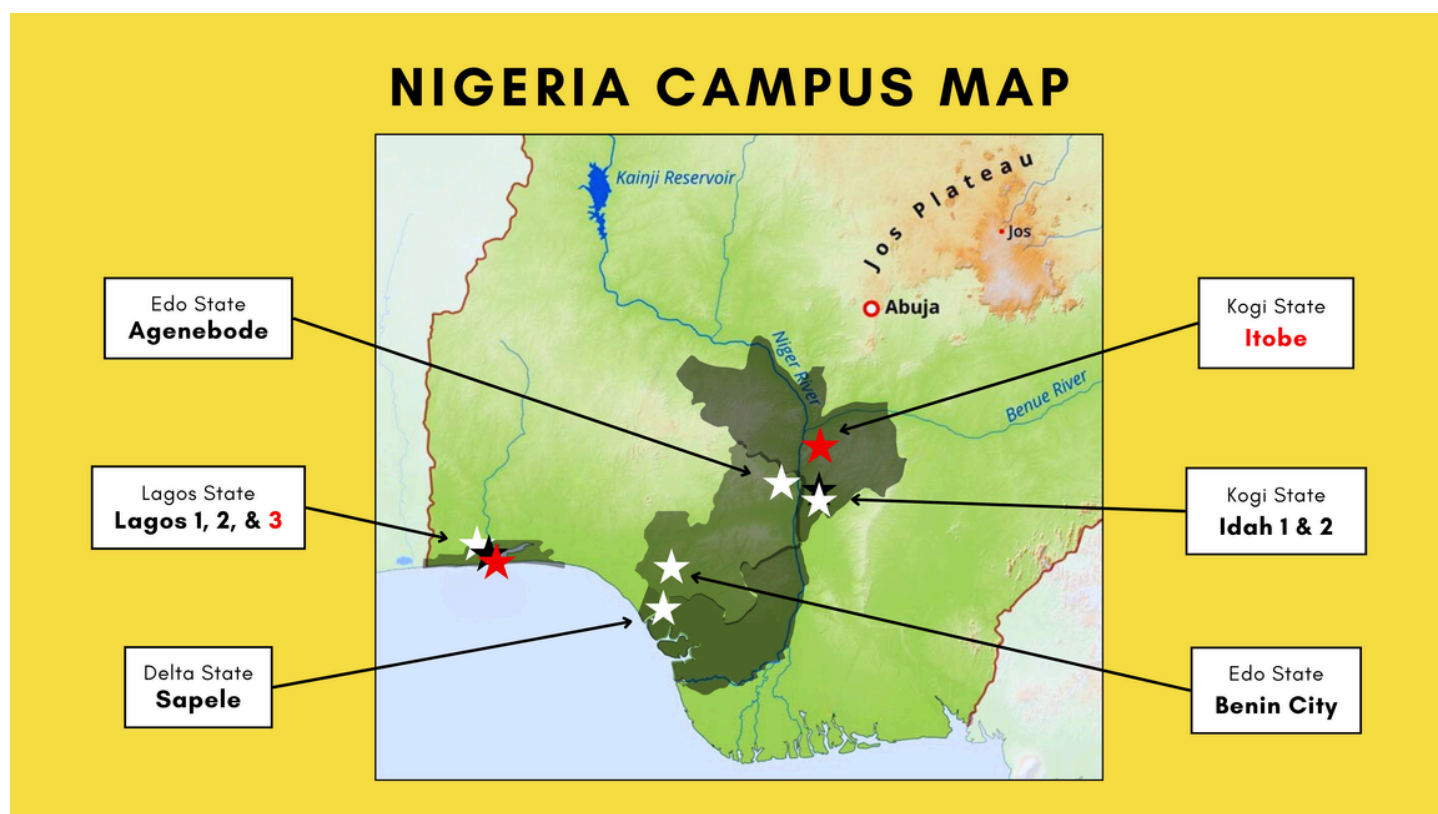 NIGERIA CAMPUS MAP
Kainji Reservoir
Jos Plateau
Jos
Abuja
Niger River
Benue River
Edo State
Agenebode
Lagos State
Lagos 1, 2, & 3
Delta State
Sapele
Kogi State
Itobe
Kogi State
Idah 1 & 2
Edo State
Benin City